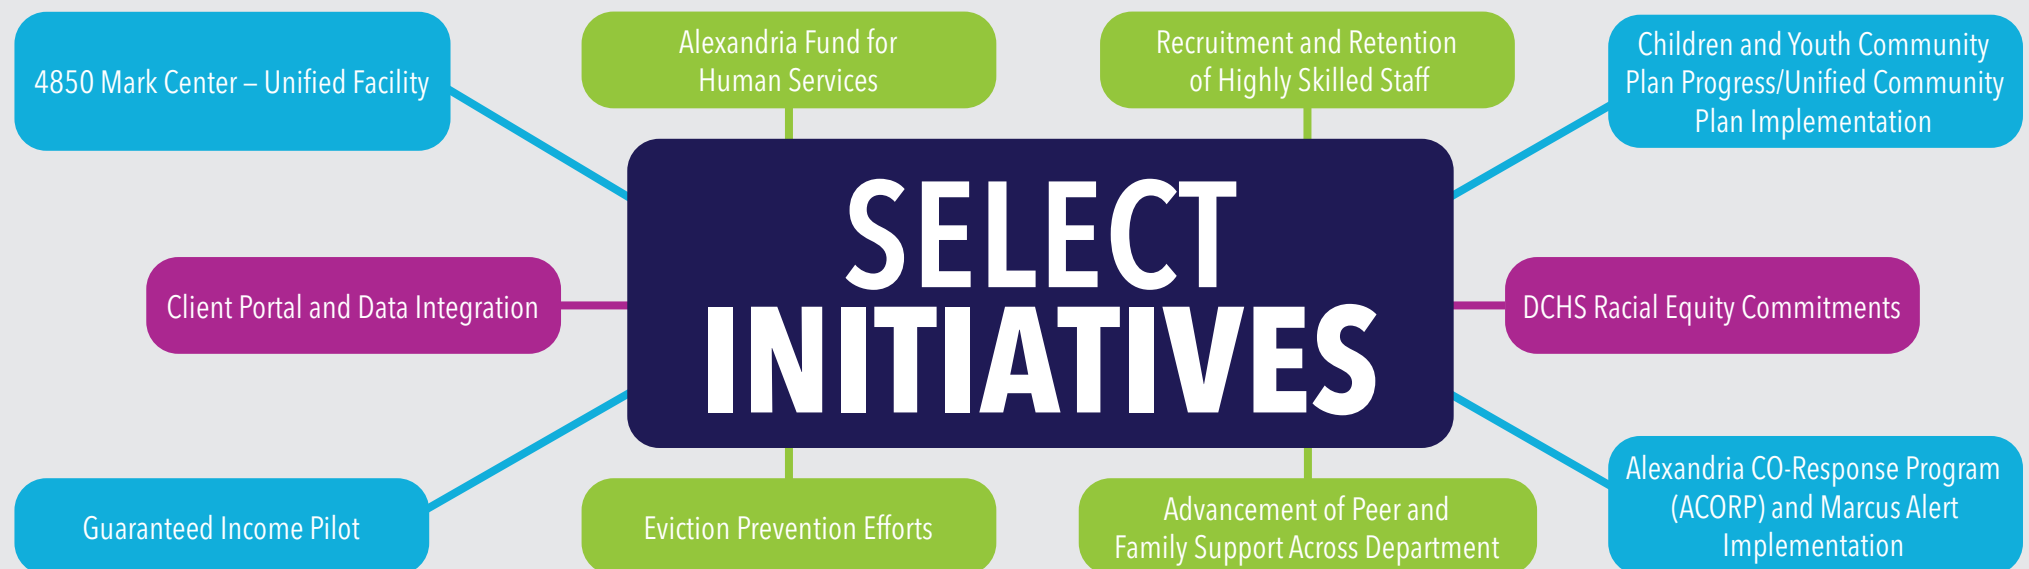 4850 Mark Center – Unified Facility
Alexandria Fund for
Human Services
Recruitment and Retention
of Highly Skilled Staff
Children and Youth Community
Plan Progress/Unified Community
Plan Implementation
SELECT
INITIATIVES
Client Portal and Data Integration
DCHS Racial Equity Commitments
Guaranteed Income Pilot
Eviction Prevention Efforts
Advancement of Peer and
Family Support Across Department
Alexandria CO-Response Program
(ACORP) and Marcus Alert
Implementation